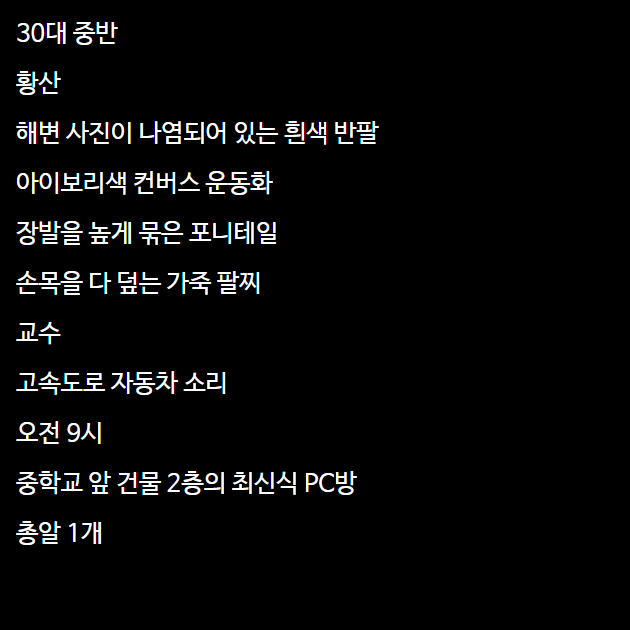 30대 중반
황산
해변 사진이 나염되어 있는 흰색 반팔
아이보리색 컨버스 운동화
장발을 높게 묶은 포니테일
손목을 다 덮는 가죽 팔찌
교수
고속도로 자동차 소리
오전 9시
중학교 앞 건물 2층의 최신식 PC방
총알 1개